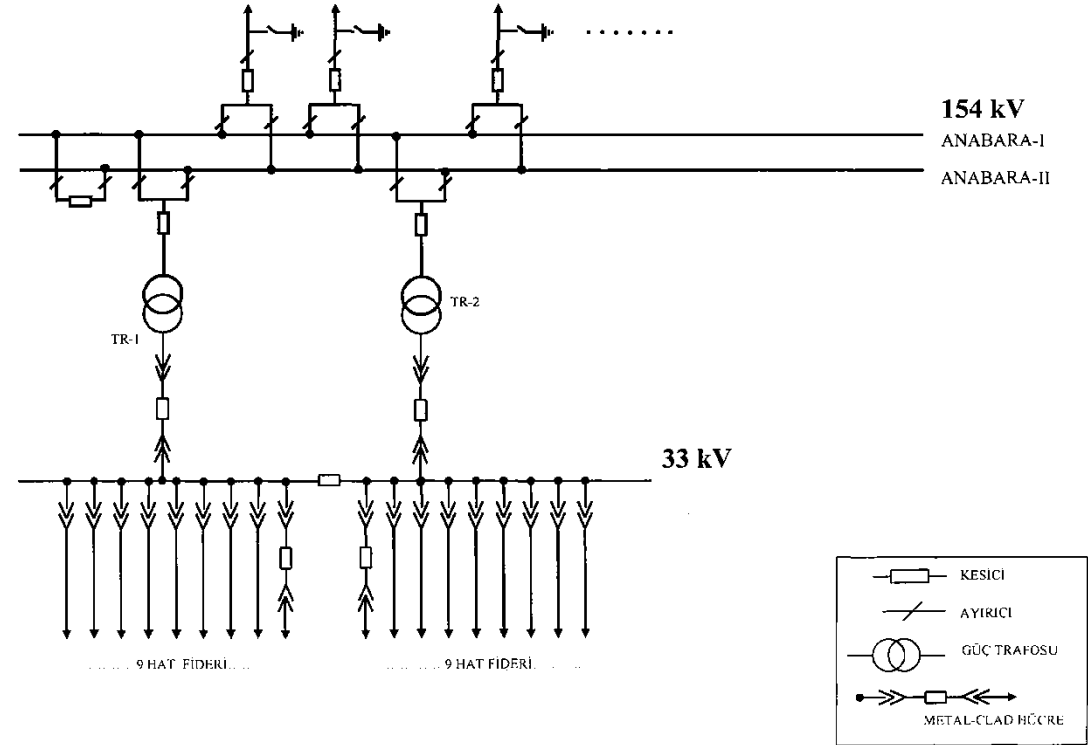 154 kV
ANABARA-I
ANABARA-II
TR-1
TR-2
33 kV
9 HAT FİDERİ
9 HAT FİDERİ
KESİCİ
AYIRICI
GÜÇ TRAFOSU
METAL-CLAD HÜCRE